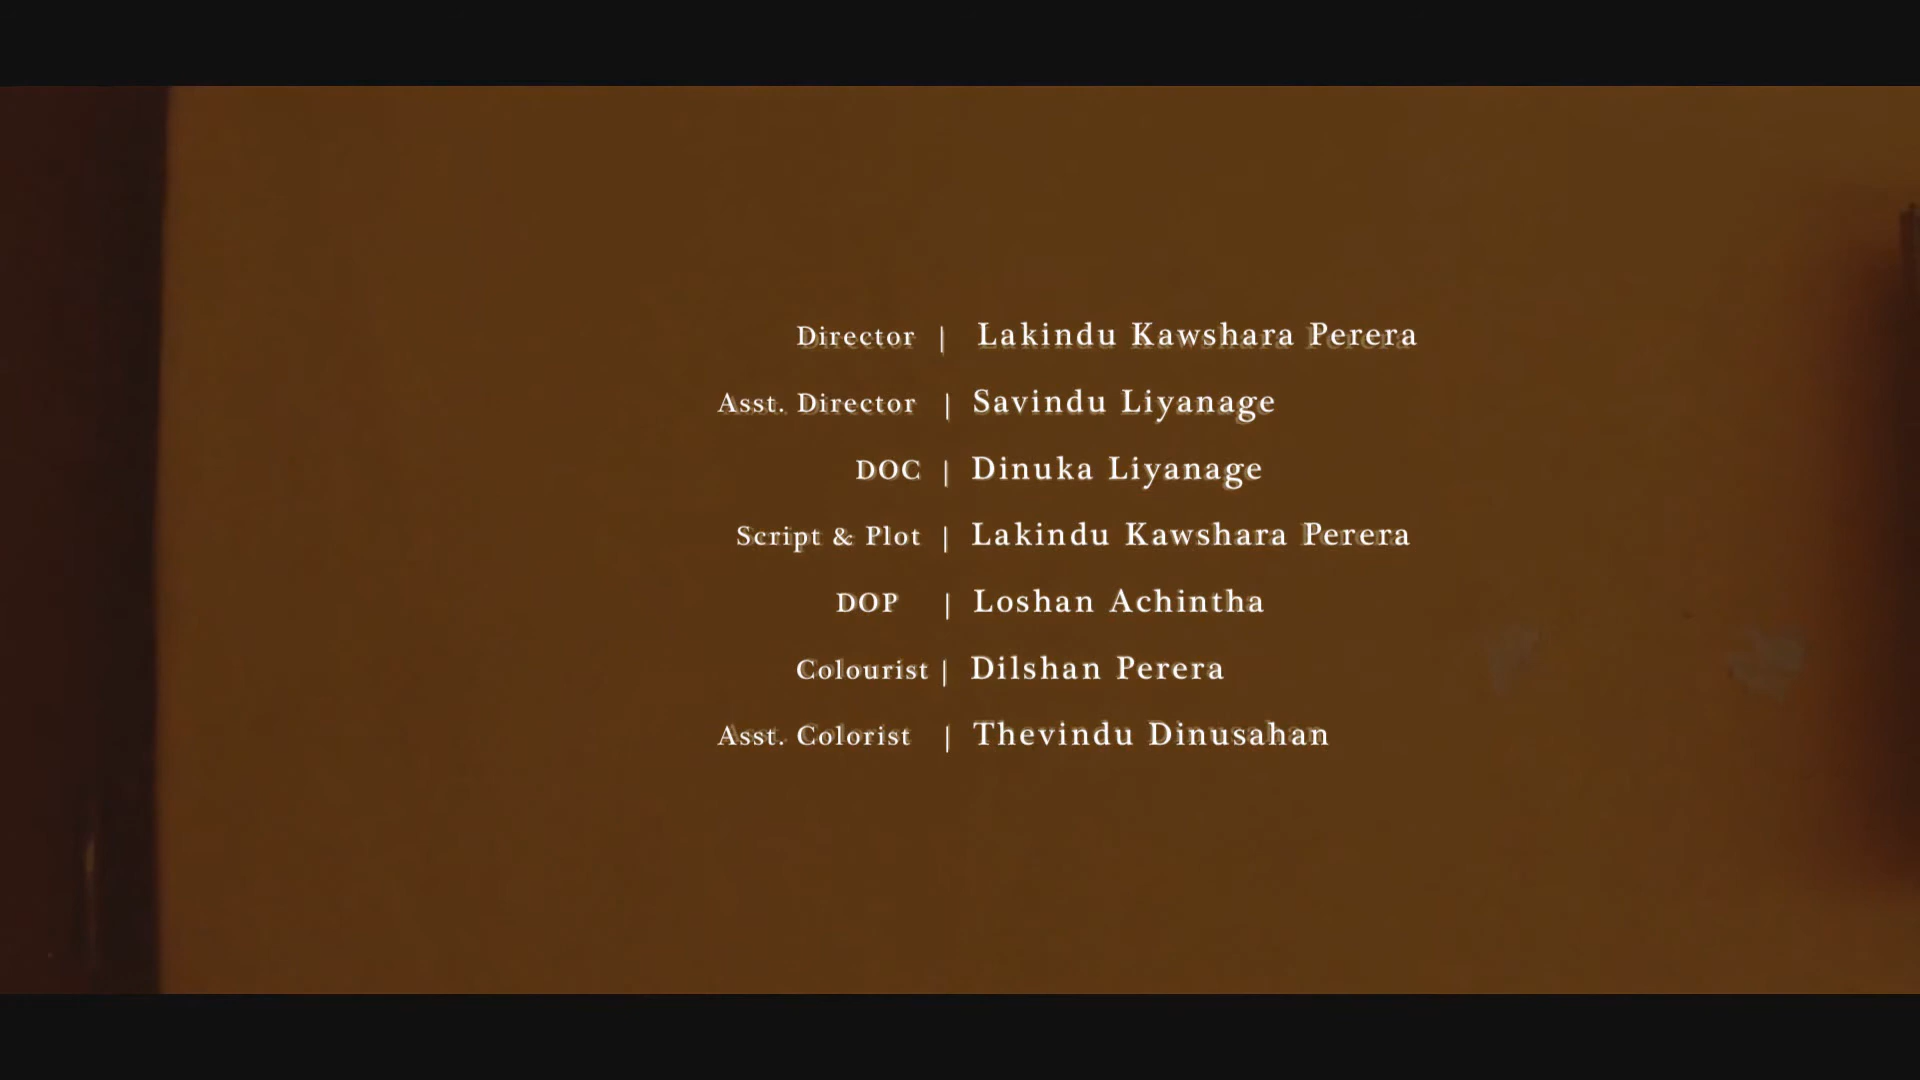 Director | Lakindu Kawshara Perera
Asst. Director | Savindu Liyanage
DOC | Dinuka Liyanage
Script & Plot | Lakindu Kawshara Perera
DOP | Loshan Achintha
Colourist | Dilshan Perera
Asst. Colorist | Thevindu Dinusahan